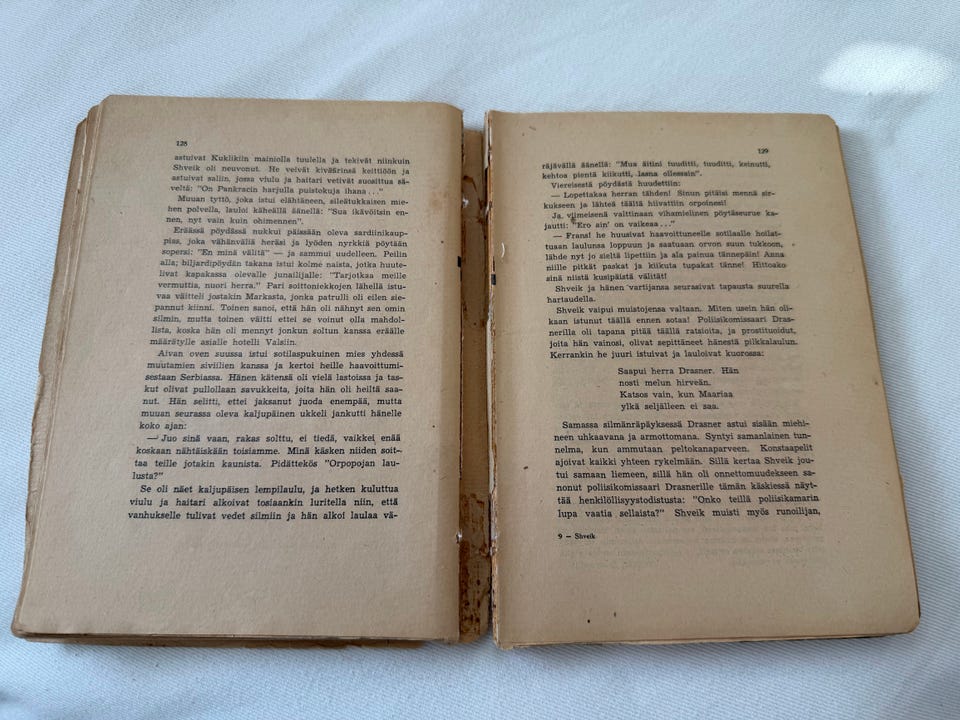 128
astuivat Kuklikiin mainiolla tuulella ja tekivät niinkuin
Shveik oli neuvonut. He veivät kiväärinsä keittiöön ja
astuivat saliin, jossa viulu ja haitari vetivät suosittua sä-
veltä: "On Pankracin harjulla puistokuja ihana..."
Muuan tyttö, joka istui elähtäneen, sileätukkaisen mie-
hen polvella, lauloi käheällä äänellä: "Sua ikävöitsin en-
nen, nyt vain kuin ohimennen".
Eräässä pöydässä nukkui päissään oleva sardiinikaup-
piss, joka vähänväliä heräsi ja lyöden nyrkkiä pöytään
sopersi: "En minä välitä" — ja sammui uudelleen. Peilin
alla; biljardipöydän takana istui kolme naista, jotka huute-
livat kapakassa olevalle junailijalle: "Tarjotkaa meille
vermuttia, nuori herra." Pari soittoniekkojen lähellä istu-
vaa väitteli jostakin Markasta, jonka patrulli oli eilen sie-
pannut kiinni. Toinen sanoi, että hän oli nähnyt sen omin
silmin, mutta toinen väitti ettei se voinut olla mahdol-
lista, koska hän oli mennyt jonkun soltun kanssa eräälle
määrätylle asialle hotelli Valsiin.
Aivan oven suussa istui sotilaspukuinen mies yhdessä
muutamien siviilien kanssa ja kertoi heille haavoittumi-
sestaan Serbiassa. Hänen kätensä oli vielä lastoissa ja tas-
kut olivat pullollaan savukkeita, joita hän oli heiltä saa-
nut. Hän selitti, ettei jaksanut juoda enempää, mutta
muuan seurassa oleva kaljupäinen ukkeli jankutti hänelle
koko ajan:
— Juo sinä vaan, rakas solttu, ei tiedä, vaikkei enää
koskaan nähtäiskään toisiamme. Minä käsken niiden soit-
taa teille jotakin kaunista. Pidättekös "Orpopojan lau-
lusta?"
Se oli näet kaljupäisen lempilaulu, ja hetken kuluttua
viulu ja haitari alkoivat tosiaankin luritella niin, että
vanhukselle tulivat vedet silmiin ja hän alkoi laulaa vä-
129
räjävällä äänellä: "Mua äitini tuuditti, tuuditti, keinutti,
kehtoa pientä kiikutti, lasna ollessain".
Viereisestä pöydästä huudettiin:
— Lopettakaa herran tähden! Sinun pitäisi mennä sir-
kukseen ja lähteä täältä hiivattiin orpoinesi!
Ja viimeisenä valttinaan vihamielinen pöytäseurue ka-
jautti: "Ero ain' on vaikeaa..."
— Frans! he huusivat haavoittuneelle sotilaalle hoilat-
tuaan laulunsa loppuun ja saatuaan orvon suun tukkoon,
lähde nyt jo sieltä lipettiin ja ala painua tännepäin! Anna
niille pitkät paskat ja kiikuta tupakat tänne! Hittoako
sinä niistä kusipäistä välität!
Shveik ja hänen vartijansa seurasivat tapausta suurella
hartaudella.
Shveik vaipui muistojensa valtaan. Miten usein hän oli-
kaan istunut täällä ennen sotaa! Poliisikomissaari Dras-
nerilla oli tapana pitää täällä ratsioita, ja prostituoidut,
joita hän vainosi, olivat sepittäneet hänestä pilkkalaulun.
Kerrankin he juuri istuivat ja lauloivat kuorossa:
Saapui herra Drasner. Hän
nosti melun hirveän.
Katsos vain, kun Maariaa
ylkä seljälleen ei saa.
Samassa silmänräpäyksessä Drasner astui sisään miehi-
neen uhkaavana ja armottomana. Syntyi samanlainen tun-
nelma, kun ammutaan peltokanaparveen. Konstaapelit
ajoivat kaikki yhteen rykelmään. Sillä kertaa Shveik jou-
tui samaan liemeen, sillä hän oli onnettomuudekseen sa-
nonut poliisikomissaari Drasnerille tämän käskiessä näyt-
tää henkilöllisyystodistusta: "Onko teillä poliisikamarin
lupa vaatia sellaista?" Shveik muisti myös runoilijan,
9 — Shveik